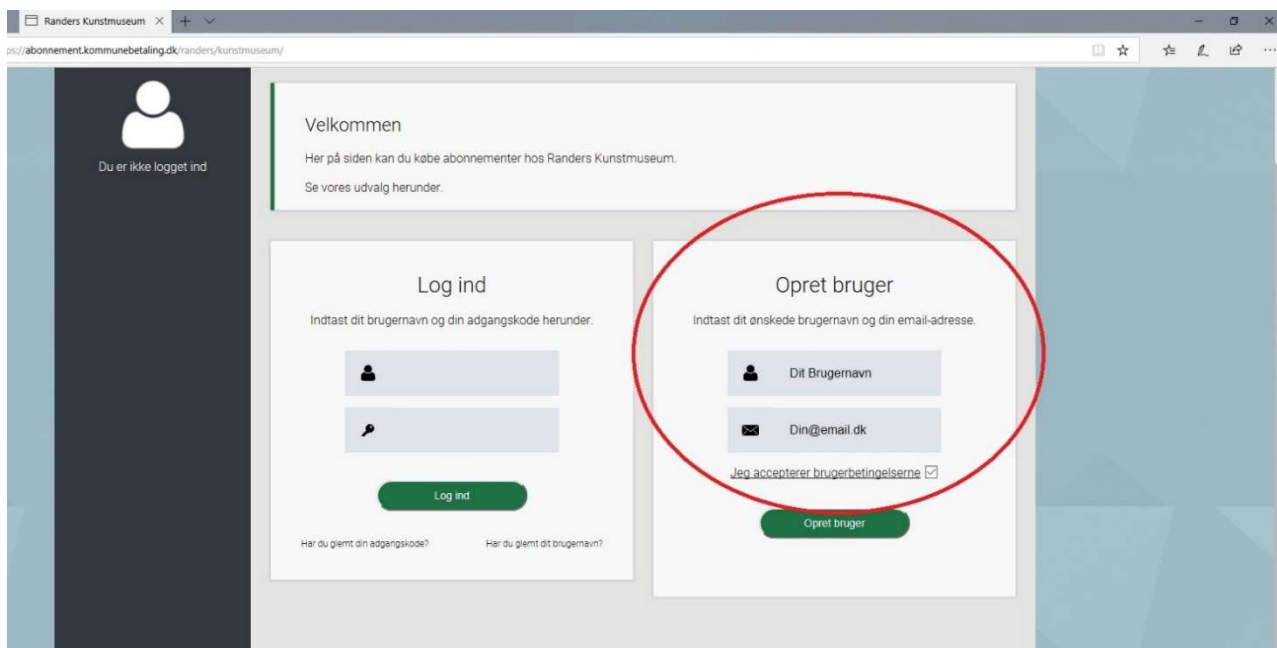 Randers Kunstmuseum
ps://abonnement.kommunebetaling.dk/randers/kunstmuseum/
Du er ikke logget ind
Velkommen
Her på siden kan du købe abonnementer hos Randers Kunstmuseum.
Se vores udvalg herunder.
Log ind
Indtast dit brugernavn og din adgangskode herunder.
Log ind
Har du glemt din adgangskode?
Har du glemt dit brugernavn?
Opret bruger
Indtast dit ønskede brugernavn og din email-adresse.
Dit Brugernavn
Din@email.dk
Jeg accepterer brugerbetingelserne
Opret bruger